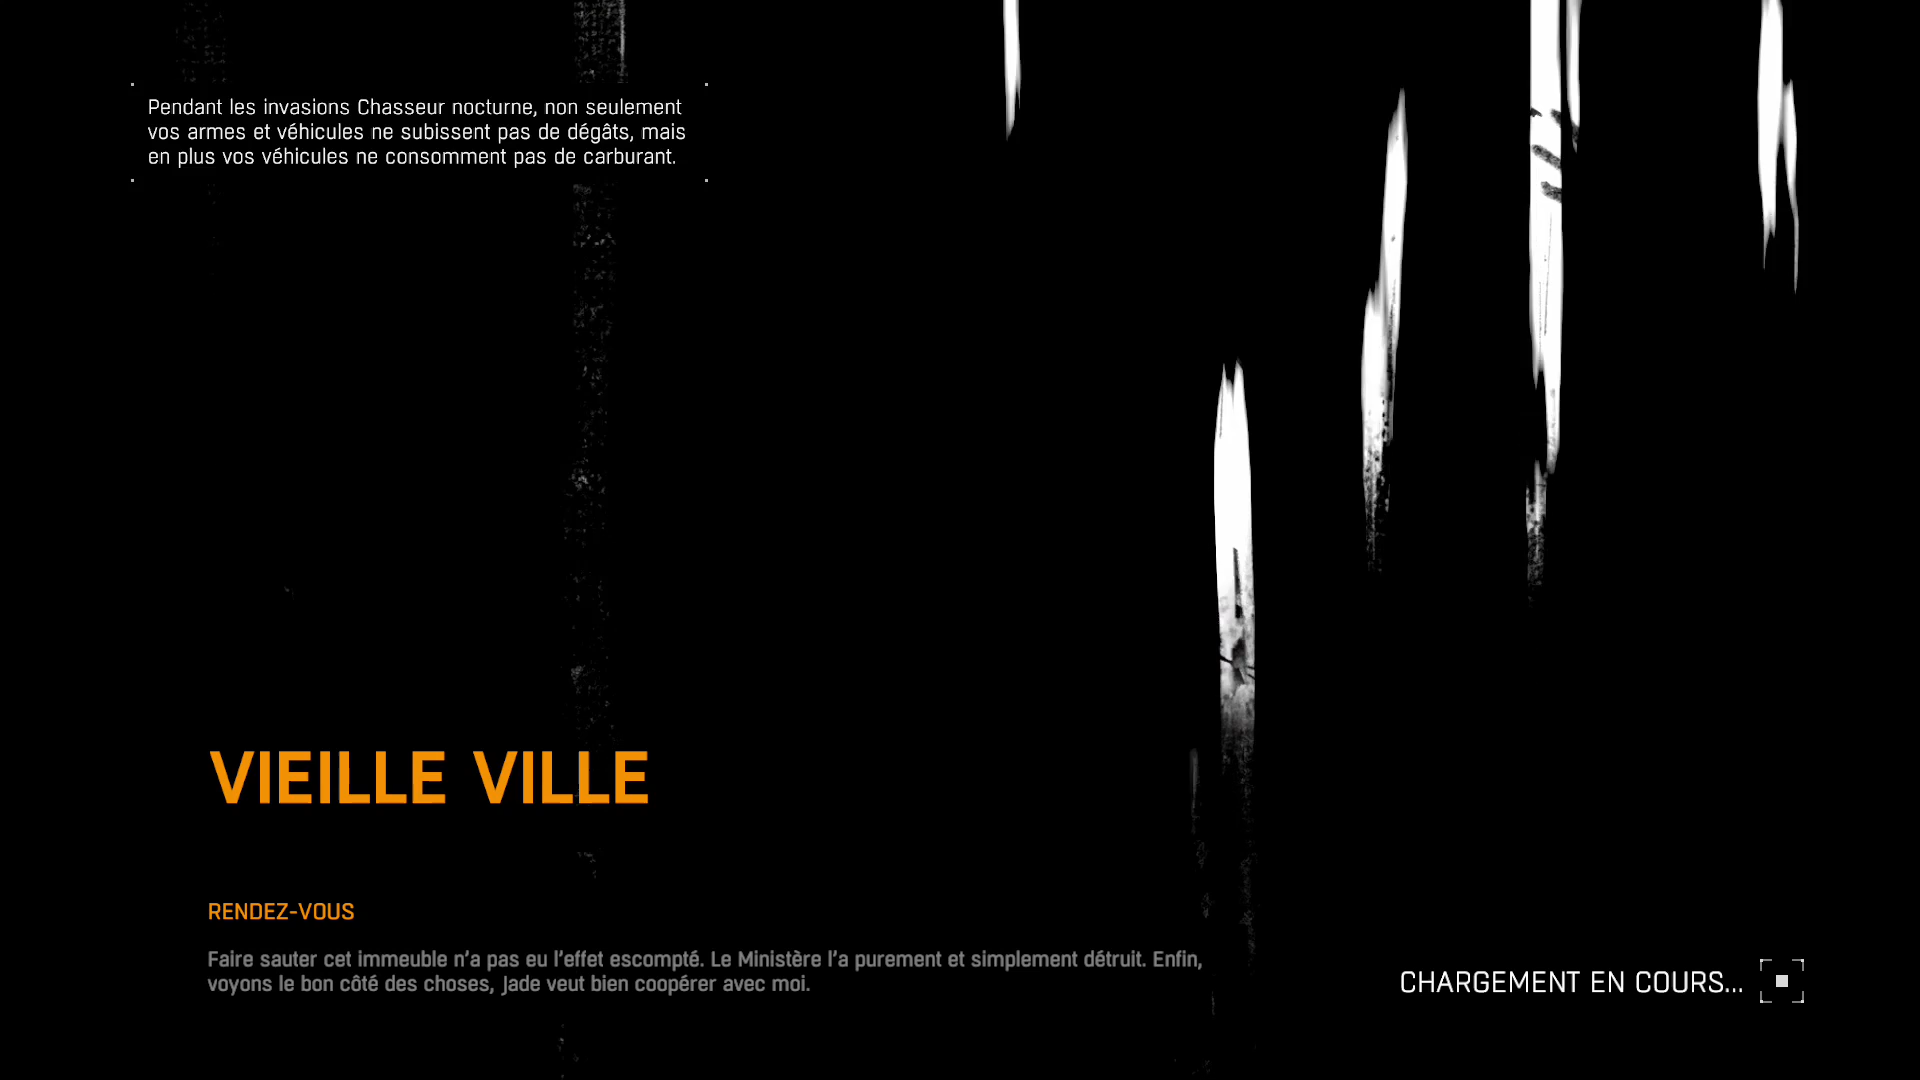 Pendant les invasions Chasseur nocturne, non seulement
vos armes et véhicules ne subissent pas de dégâts, mais
en plus vos véhicules ne consomment pas de carburant.
VIEILLE VILLE
RENDEZ-VOUS
Faire sauter cet immeuble n'a pas eu l'effet escompté. Le Ministère l'a purement et simplement détruit. Enfin,
voyons le bon côté des choses, Jade veut bien coopérer avec moi.
CHARGEMENT EN COURS...